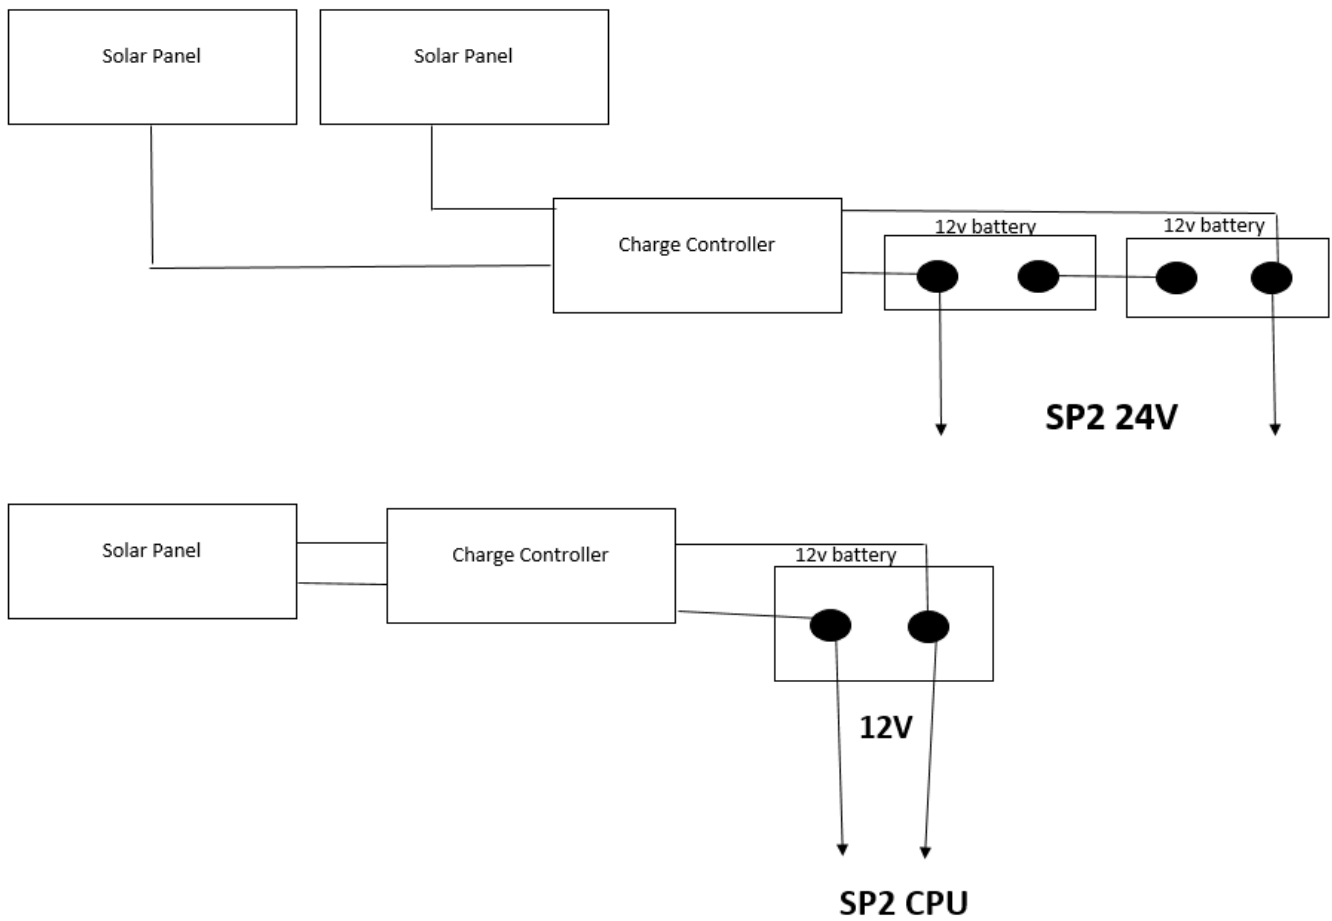 Solar Panel
Solar Panel
Charge Controller
12v battery
12v battery
SP2 24V
Solar Panel
Charge Controller
12v battery
12V
SP2 CPU